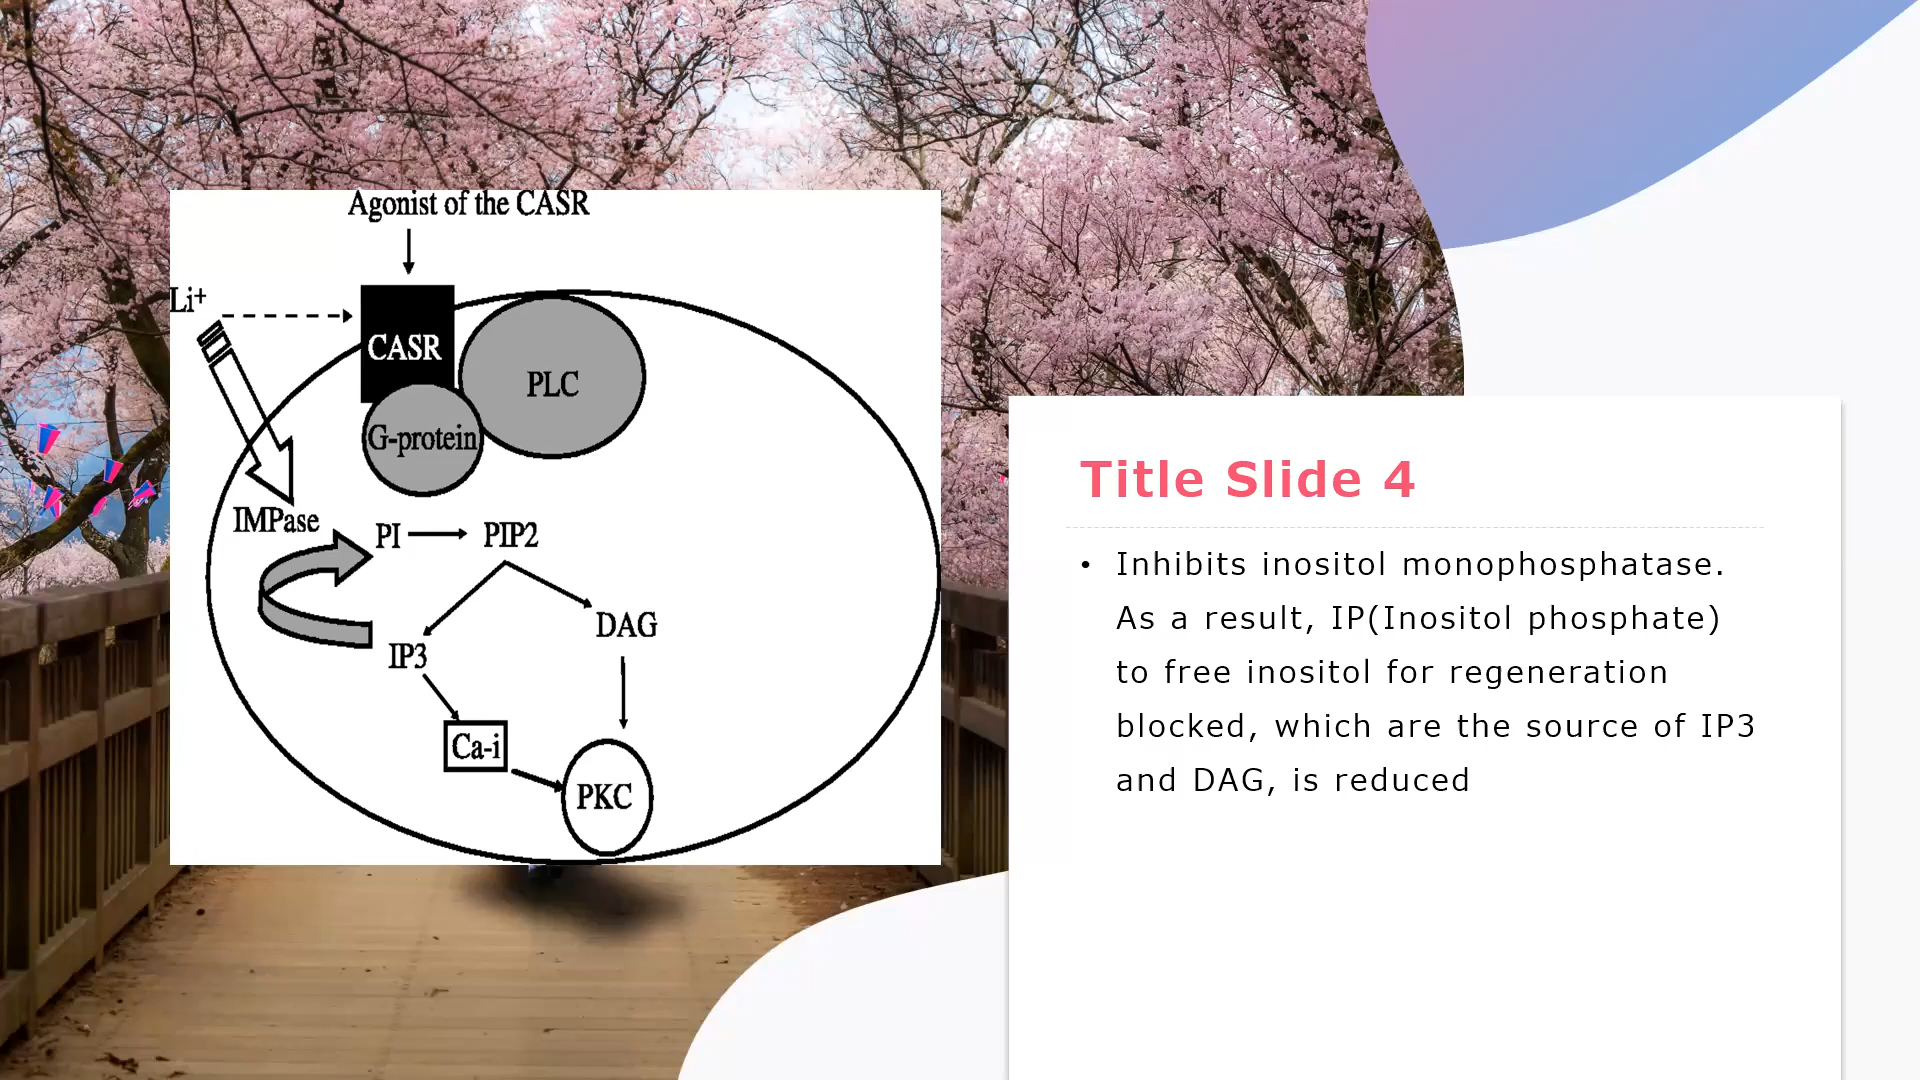 Agonist of the CASR
Li+
CASR
PLC
G-protein
IMPase
PI
PIP2
DAG
IP3
Ca-i
PKC
Title Slide 4
• Inhibits inositol monophosphatase.
As a result, IP(Inositol phosphate)
to free inositol for regeneration
blocked, which are the source of IP3
and DAG, is reduced